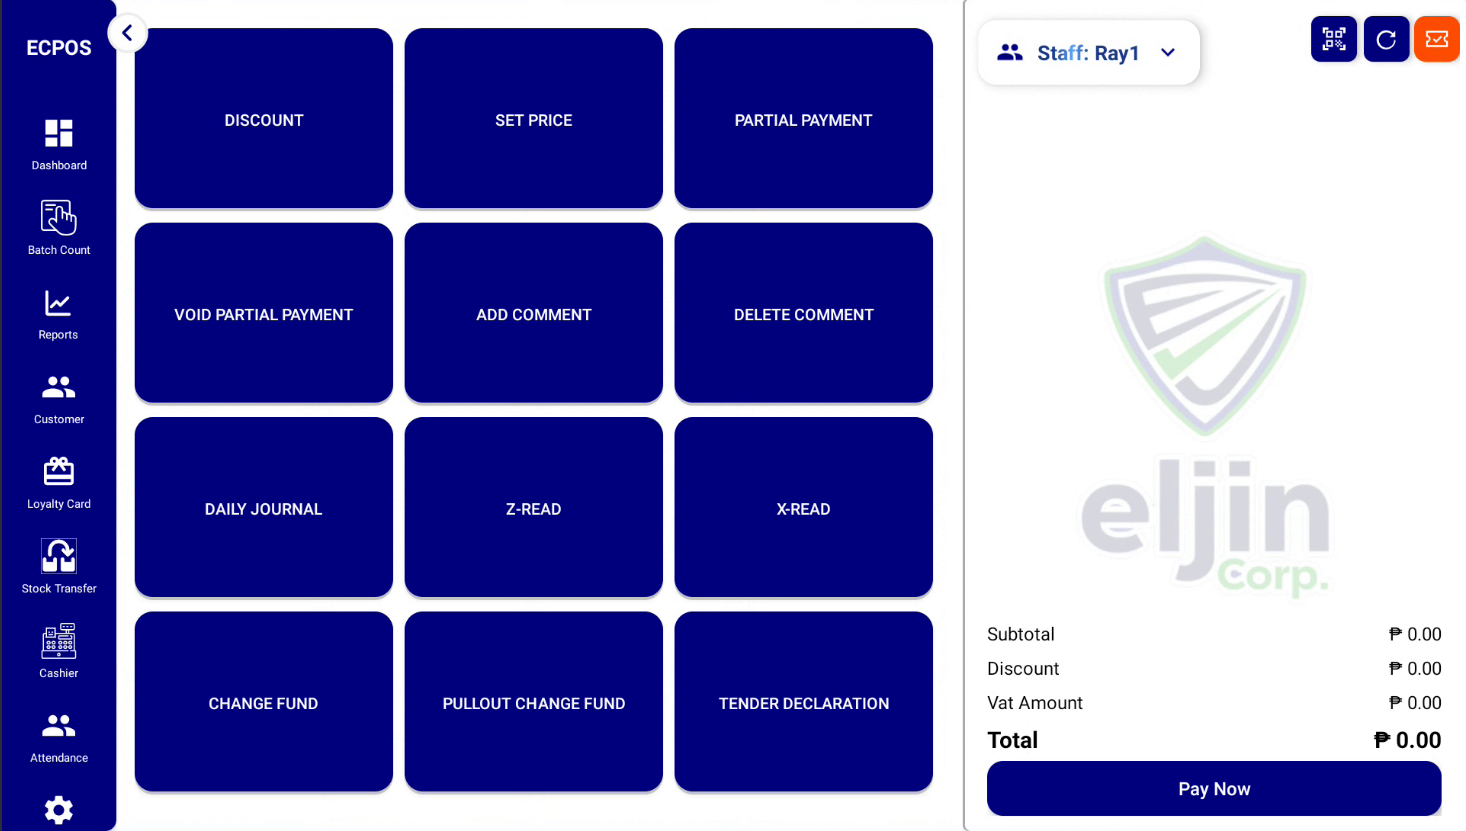 ECPOS
Dashboard
Batch Count
Reports
Customer
Loyalty Card
Stock Transfer
Cashier
Attendance
DISCOUNT
SET PRICE
PARTIAL PAYMENT
VOID PARTIAL PAYMENT
ADD COMMENT
DELETE COMMENT
DAILY JOURNAL
Z-READ
X-READ
CHANGE FUND
PULLOUT CHANGE FUND
TENDER DECLARATION
Staff: Ray1
eljin
Corp.
Subtotal ₱ 0.00
Discount ₱ 0.00
Vat Amount ₱ 0.00
Total ₱ 0.00
Pay Now